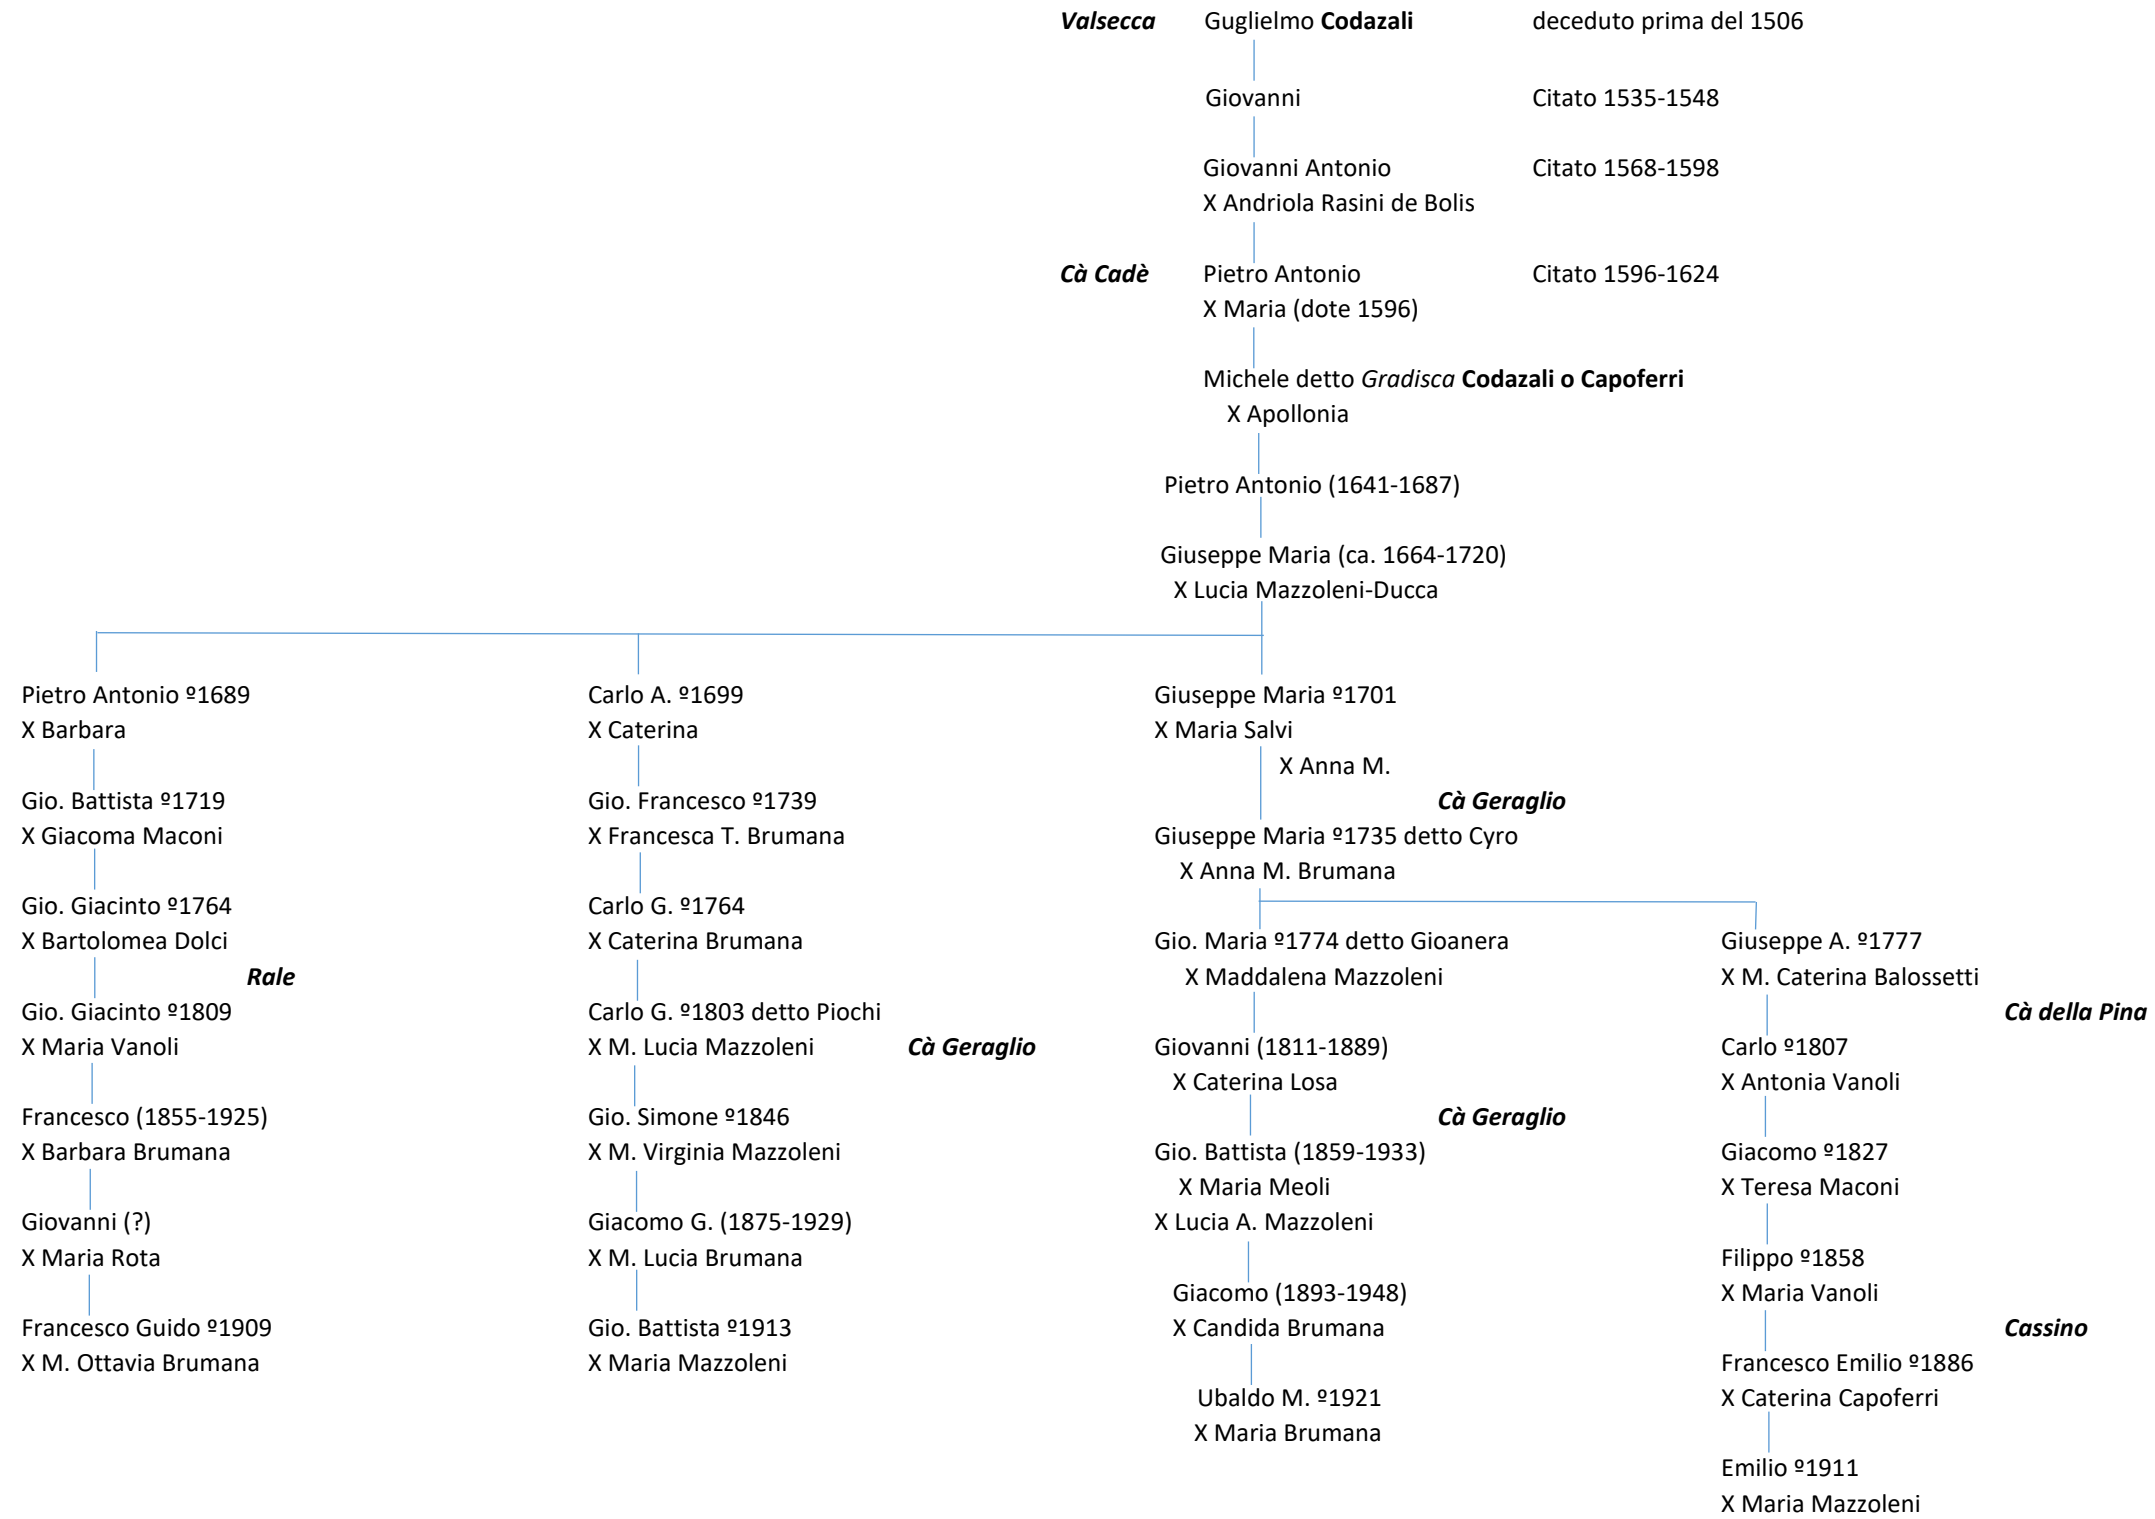 Valsecca Guglielmo Codazali deceduto prima del 1506
Giovanni Citato 1535-1548
Giovanni Antonio Citato 1568-1598
X Andriola Rasini de Bolis
Cà Cadè Pietro Antonio Citato 1596-1624
X Maria (dote 1596)
Michele detto Gradisca Codazali o Capoferri
X Apollonia
Pietro Antonio (1641-1687)
Giuseppe Maria (ca. 1664-1720)
X Lucia Mazzoleni-Ducca
Pietro Antonio º1689 Carlo A. º1699 Giuseppe Maria º1701
X Barbara X Caterina X Maria Salvi
X Anna M.
Gio. Battista º1719 Gio. Francesco º1739 Cà Geraglio
X Giacoma Maconi X Francesca T. Brumana Giuseppe Maria º1735 detto Cyro
X Anna M. Brumana
Gio. Giacinto º1764 Carlo G. º1764
X Bartolomea Dolci X Caterina Brumana Gio. Maria º1774 detto Gioanera Giuseppe A. º1777
Rale X Maddalena Mazzoleni X M. Caterina Balossetti
Gio. Giacinto º1809 Carlo G. º1803 detto Piochi Cà della Pina
X Maria Vanoli X M. Lucia Mazzoleni Cà Geraglio Giovanni (1811-1889) Carlo º1807
X Caterina Losa X Antonia Vanoli
Francesco (1855-1925) Gio. Simone º1846 Cà Geraglio
X Barbara Brumana X M. Virginia Mazzoleni Gio. Battista (1859-1933) Giacomo º1827
X Maria Meoli X Teresa Maconi
Giovanni (?) Giacomo G. (1875-1929) X Lucia A. Mazzoleni
X Maria Rota X M. Lucia Brumana Filippo º1858
Giacomo (1893-1948) X Maria Vanoli
Francesco Guido º1909 Gio. Battista º1913 X Candida Brumana Cassino
X M. Ottavia Brumana X Maria Mazzoleni Francesco Emilio º1886
Ubaldo M. º1921 X Caterina Capoferri
X Maria Brumana
Emilio º1911
X Maria Mazzoleni